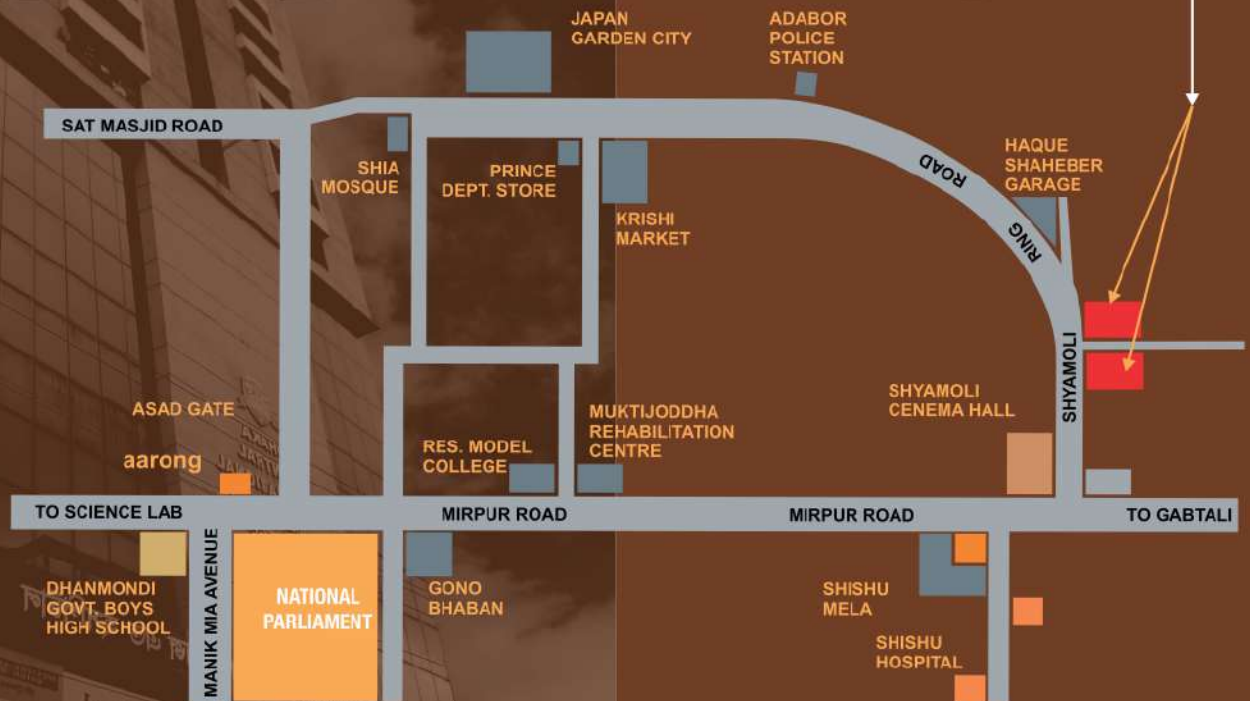 JAPAN
GARDEN CITY
ADABOR
POLICE
STATION
SAT MASJID ROAD
SHIA
MOSQUE
PRINCE
DEPT. STORE
KRISHI
MARKET
RING ROAD
HAQUE
SHAHEBER
GARAGE
SHYAMOLI
SHYAMOLI
CENEMA HALL
ASAD GATE
aarong
RES. MODEL
COLLEGE
MUKTIJODDHA
REHABILITATION
CENTRE
TO SCIENCE LAB
MIRPUR ROAD
MIRPUR ROAD
TO GABTALI
DHANMONDI
GOVT. BOYS
HIGH SCHOOL
MANIK MIA AVENUE
NATIONAL
PARLIAMENT
GONO
BHABAN
SHISHU
MELA
SHISHU
HOSPITAL